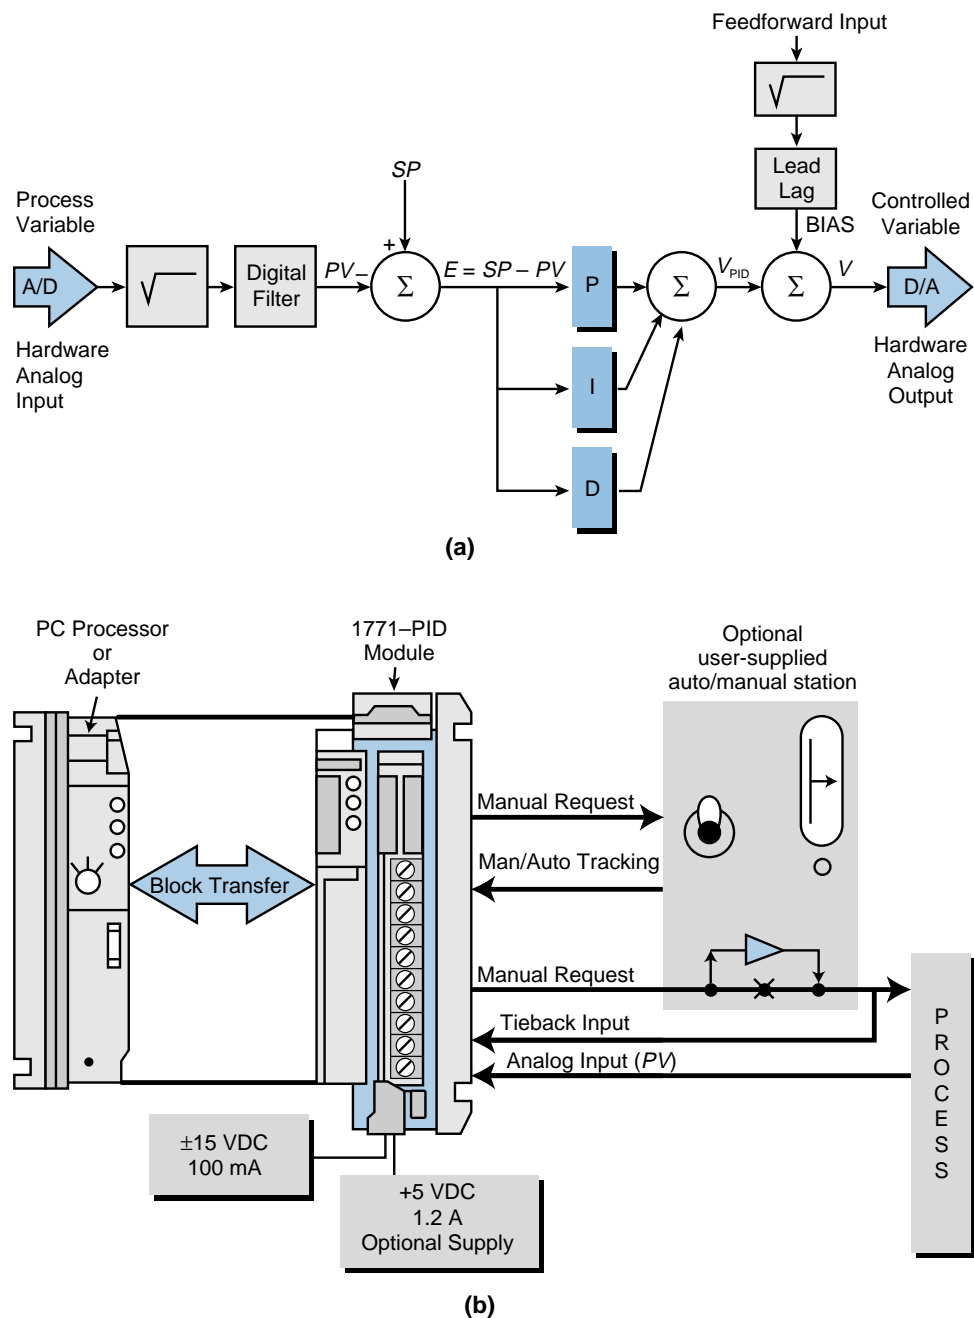 Feedforward Input
Lead
Lag
BIAS
SP
Process
Variable
A/D
Hardware
Analog
Input
√
Digital
Filter
PV –
+
Σ
E = SP – PV
P
I
D
Σ
VPID
Σ
V
√
Controlled
Variable
D/A
Hardware
Analog
Output
(a)
PC Processor
or
Adapter
1771–PID
Module
Optional
user-supplied
auto/manual station
Block Transfer
Manual Request
Man/Auto Tracking
Manual Request
Tieback Input
Analog Input (PV)
PROCESS
±15 VDC
100 mA
+5 VDC
1.2 A
Optional Supply
(b)